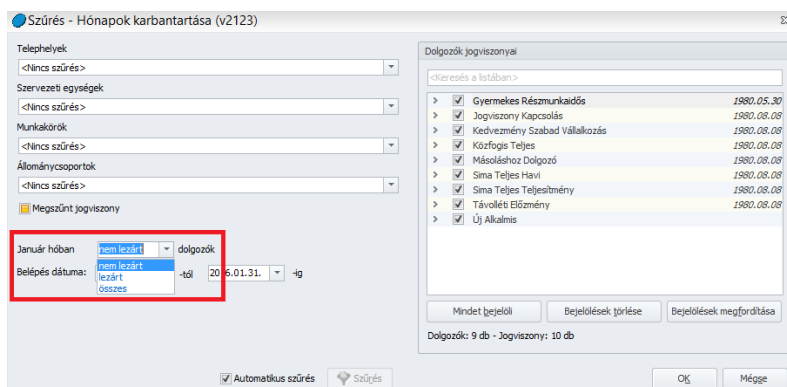 Szűrés - Hónapok karbantartása (v2123)
Telephelyek
<Nincs szűrés>
Szervezeti egységek
<Nincs szűrés>
Munkakörök
<Nincs szűrés>
Állománycsoportok
<Nincs szűrés>
Megszűnt jogviszony
Január hóban nem lezárt dolgozók
nem lezárt
lezárt
összes
Belépés dátuma: -tól 6.01.31. -ig
Automatikus szűrés Szűrés
Dolgozók jogviszonyai
<Keresés a listában>
Gyermekes Részmunkaidős 1980.05.30
Jogviszony Kapcsolás 1980.08.08
Kedvezmény Szabad Vállalkozás 1980.08.08
Közfogis Teljes 1980.08.08
Másoláshoz Dolgozó 1980.08.08
Sima Teljes Havi 1980.08.08
Sima Teljes Teljesítmény 1980.08.08
Távolléti Előzmény 1980.08.08
Új Alkalmis
Mindet bejelöli Bejelölések törlése Bejelölések megfordítása
Dolgozók: 9 db - Jogviszony: 10 db
OK Mégse